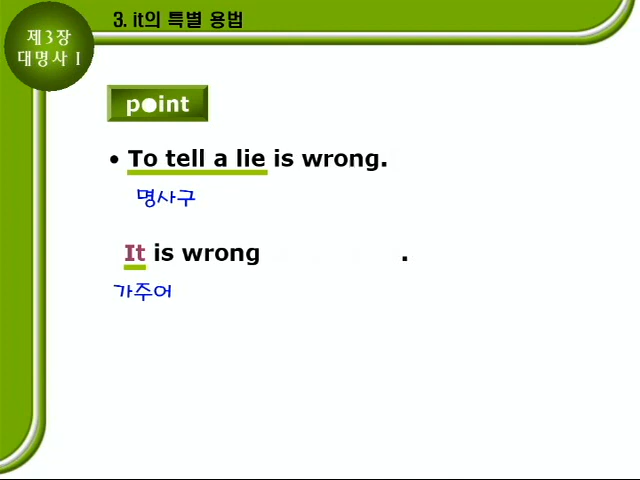 3. it의 특별 용법
제3장
대명사 I
point
• To tell a lie is wrong.
명사구
It is wrong .
가주어